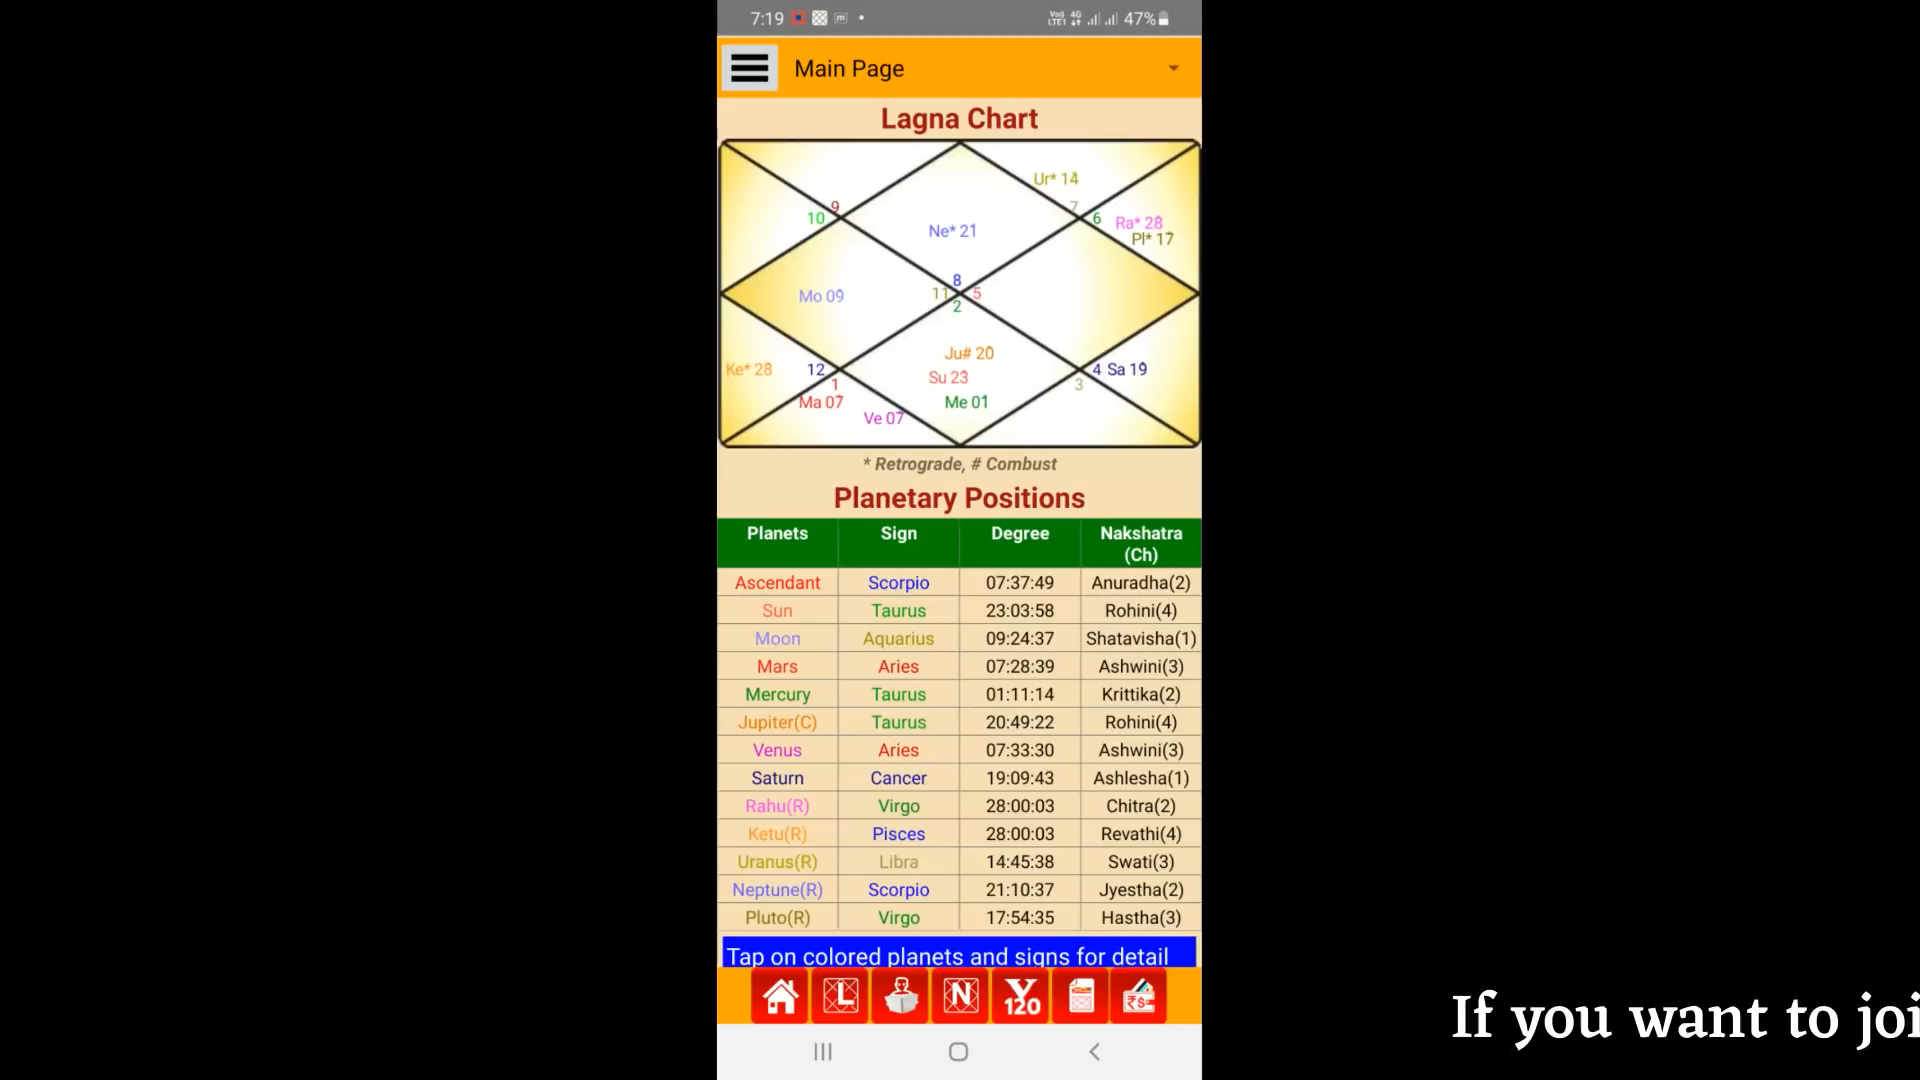 7:19
Vo)) 4G
LTE1
47%
Main Page
Lagna Chart
Ur* 14
9
7
10
6
Ra* 28
Ne* 21
Pl* 17
8
Mo 09
11
5
2
Ju# 20
Ke* 28
12
4
Sa 19
Su 23
1
3
Ma 07
Me 01
Ve 07
* Retrograde, # Combust
Planetary Positions
Planets Sign Degree Nakshatra
(Ch)
Ascendant Scorpio 07:37:49 Anuradha(2)
Sun Taurus 23:03:58 Rohini(4)
Moon Aquarius 09:24:37 Shatavisha(1)
Mars Aries 07:28:39 Ashwini(3)
Mercury Taurus 01:11:14 Krittika(2)
Jupiter(C) Taurus 20:49:22 Rohini(4)
Venus Aries 07:33:30 Ashwini(3)
Saturn Cancer 19:09:43 Ashlesha(1)
Rahu(R) Virgo 28:00:03 Chitra(2)
Ketu(R) Pisces 28:00:03 Revathi(4)
Uranus(R) Libra 14:45:38 Swati(3)
Neptune(R) Scorpio 21:10:37 Jyestha(2)
Pluto(R) Virgo 17:54:35 Hastha(3)
Tap on colored planets and signs for detail
L N Y 120 ₹$
If you want to joi